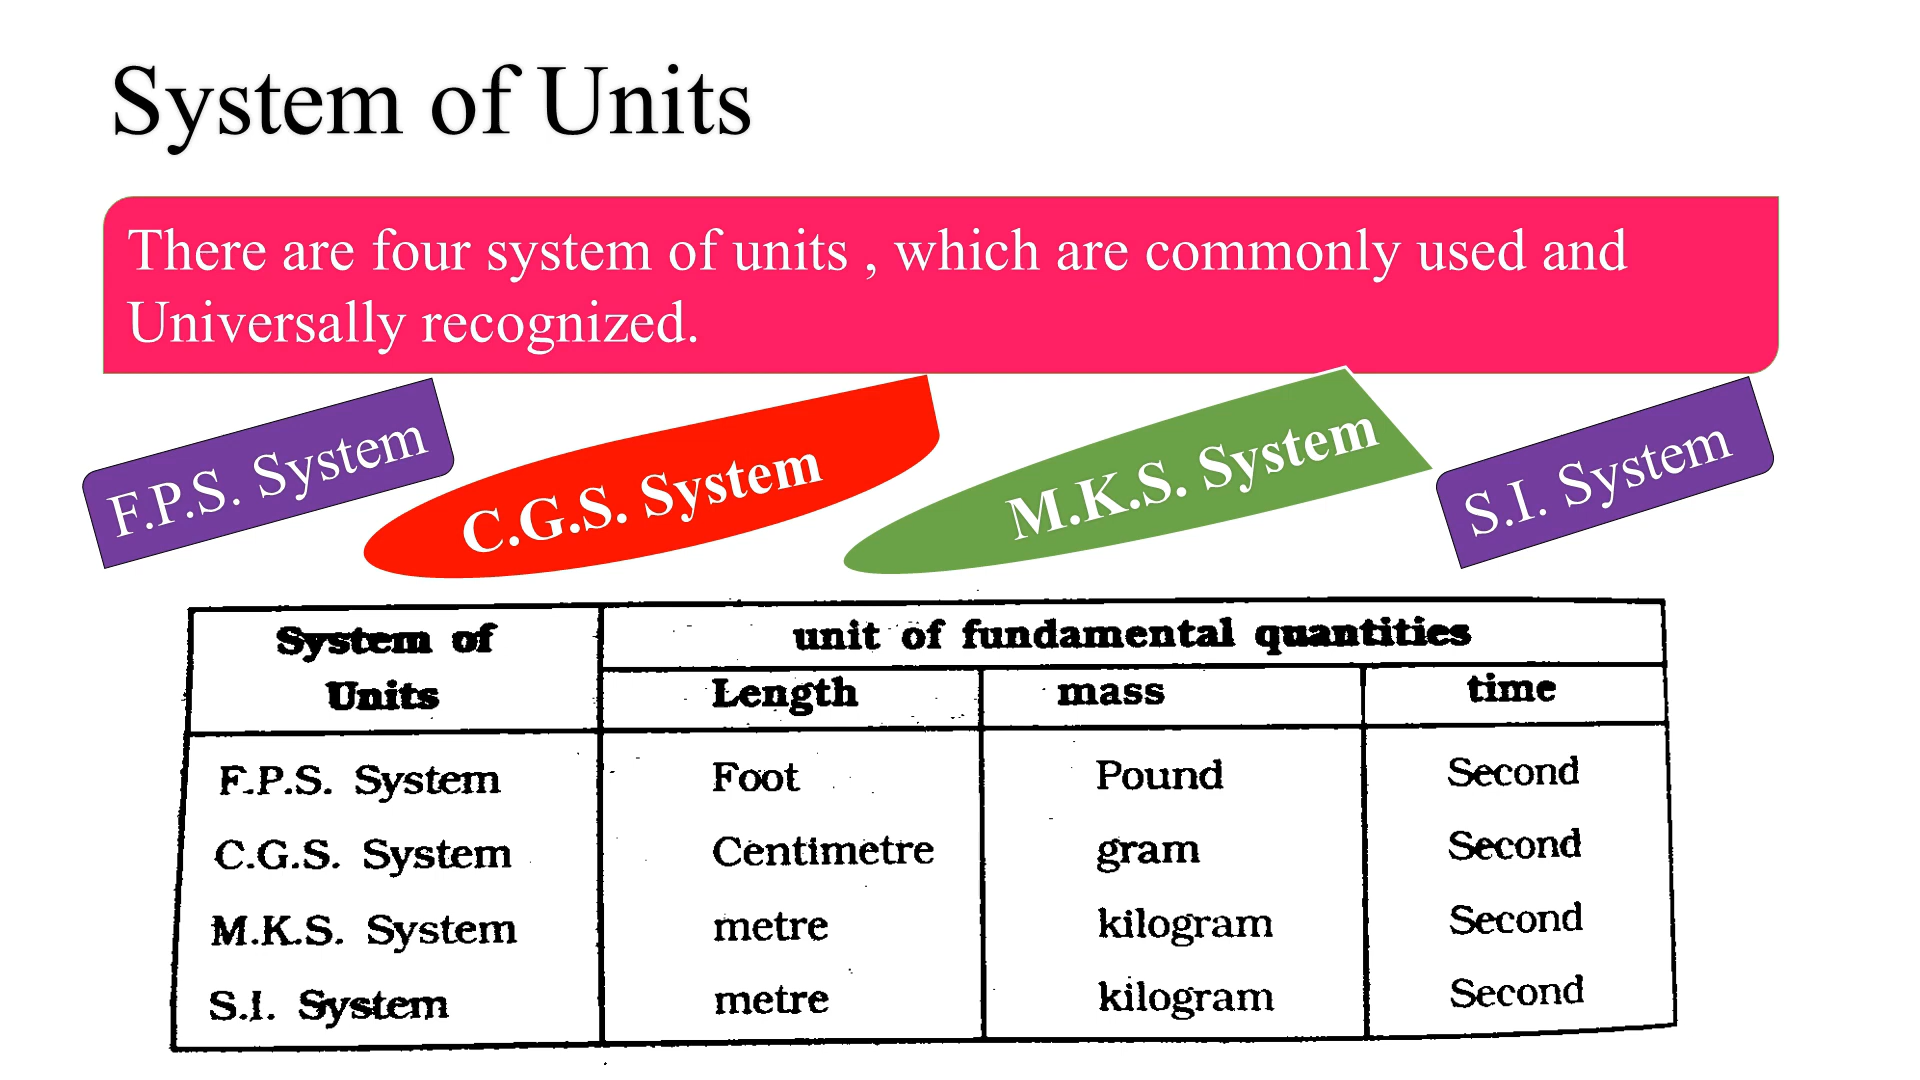 System of Units
There are four system of units , which are commonly used and
Universally recognized.
F.P.S. System
C.G.S. System
M.K.S. System
S.I. System
System of
Units
unit of fundamental quantities
Length mass time
F.P.S. System Foot Pound Second
C.G.S. System Centimetre gram Second
M.K.S. System metre kilogram Second
S.I. System metre kilogram Second